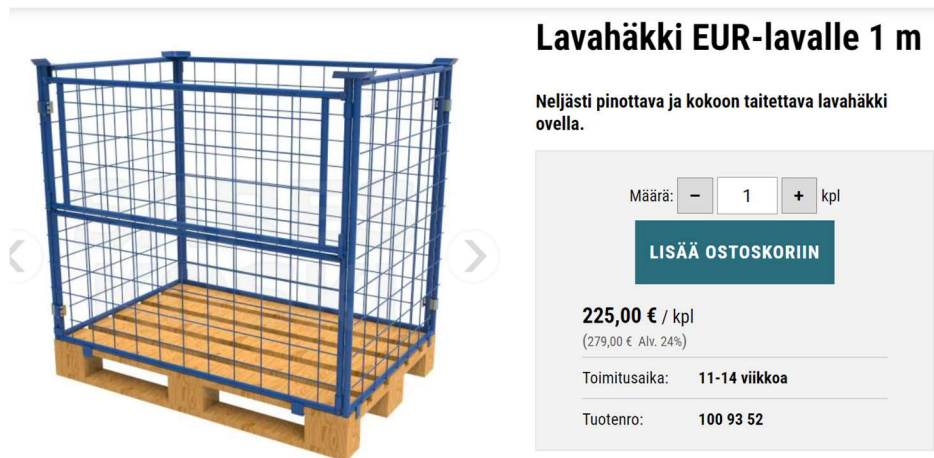 Lavahäkki EUR-lavalle 1 m
Neljästi pinottava ja kokoon taitettava lavahäkki
ovella.
Määrä: − 1 + kpl
LISÄÄ OSTOSKORIIN
225,00 € / kpl
(279,00 € Alv. 24%)
Toimitusaika: 11-14 viikkoa
Tuotenro: 100 93 52